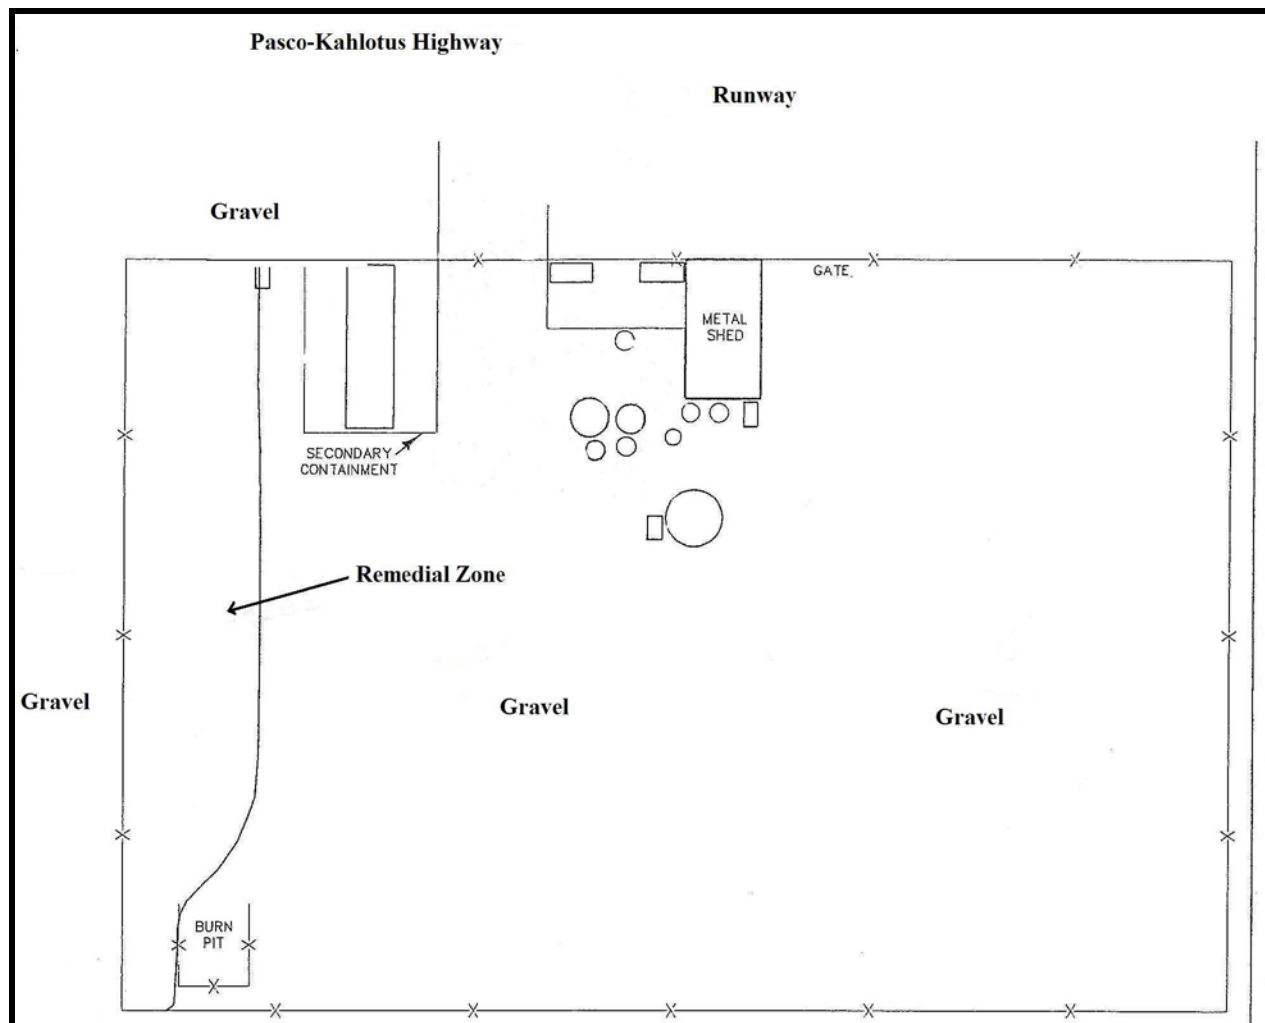 Pasco-Kahlotus Highway
Runway
Gravel
GATE.
METAL
SHED
SECONDARY
CONTAINMENT
Remedial Zone
Gravel
Gravel
Gravel
BURN
PIT